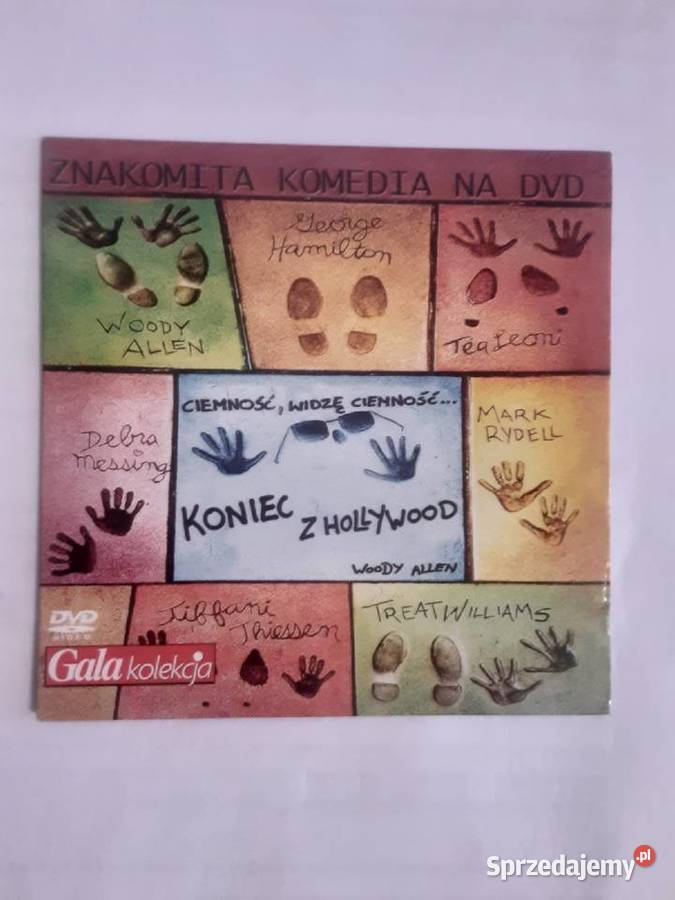 ZNAKOMITA KOMEDIA NA DVD
WOODY
ALLEN
George
Hamilton
Tea Leoni
Debra
Messing
CIEMNOŚĆ, WIDZĘ CIEMNOŚĆ...
KONIEC
Z HOLLYWOOD
WOODY ALLEN
MARK
RYDELL
DVD
VIDEO
Gala kolekcja
Tiffani
Thiessen
TREAT WILLIAMS
Sprzedajemy.pl